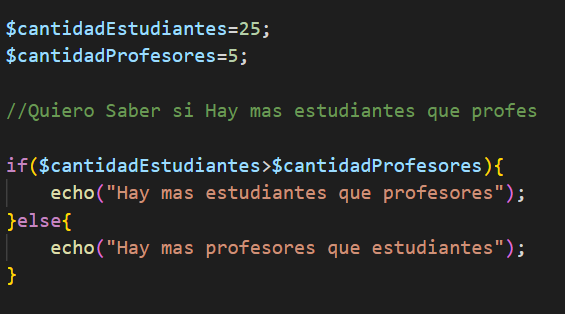 $cantidadEstudiantes=25;
$cantidadProfesores=5;
//Quiero Saber si Hay mas estudiantes que profes
if($cantidadEstudiantes>$cantidadProfesores){
echo("Hay mas estudiantes que profesores");
}else{
echo("Hay mas profesores que estudiantes");
}